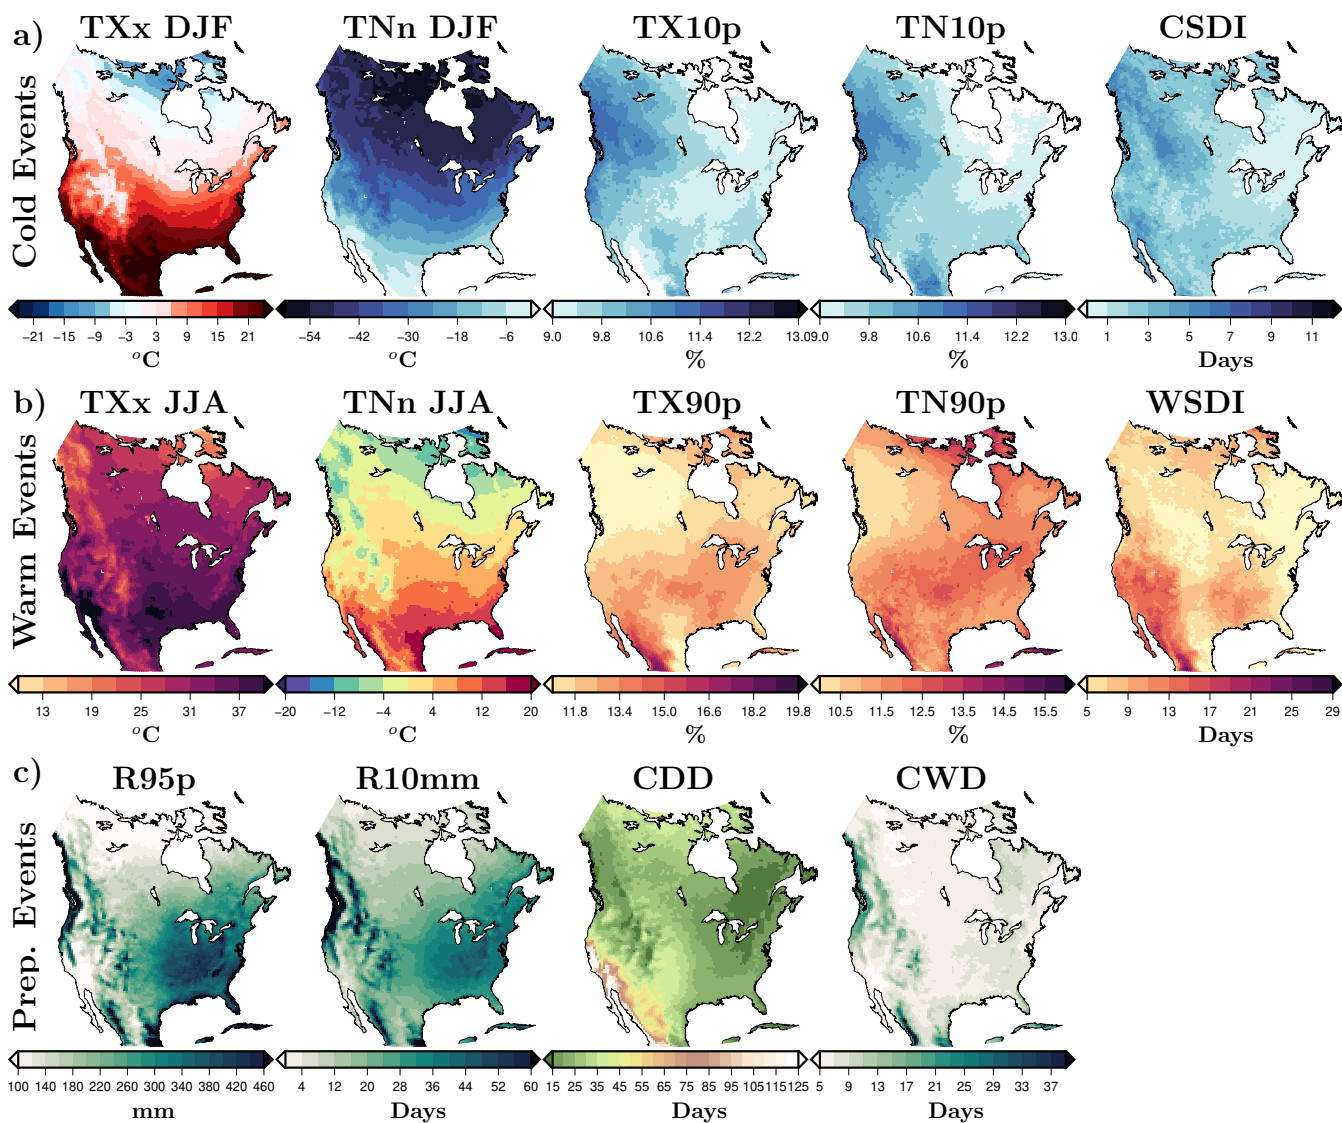 a)
TXx DJF TNn DJF TX10p TN10p CSDI
Cold Events
−21 −15 −9 −3 3 9 15 21
−54 −42 −30 −18 −6
9.0 9.8 10.6 11.4 12.2 13.0
9.0 9.8 10.6 11.4 12.2 13.0
1 3 5 7 9 11
°C °C % % Days
b)
TXx JJA TNn JJA TX90p TN90p WSDI
Warm Events
13 19 25 31 37
−20 −12 −4 4 12 20
11.8 13.4 15.0 16.6 18.2 19.8
10.5 11.5 12.5 13.5 14.5 15.5
5 9 13 17 21 25 29
°C °C % % Days
c)
R95p R10mm CDD CWD
Prep. Events
100 140 200 260 300 340 400 460
4 12 20 28 36 44 52 60
15 25 35 45 55 65 75 85 95 105 115 125
5 9 13 17 21 29 33 37
mm Days Days Days